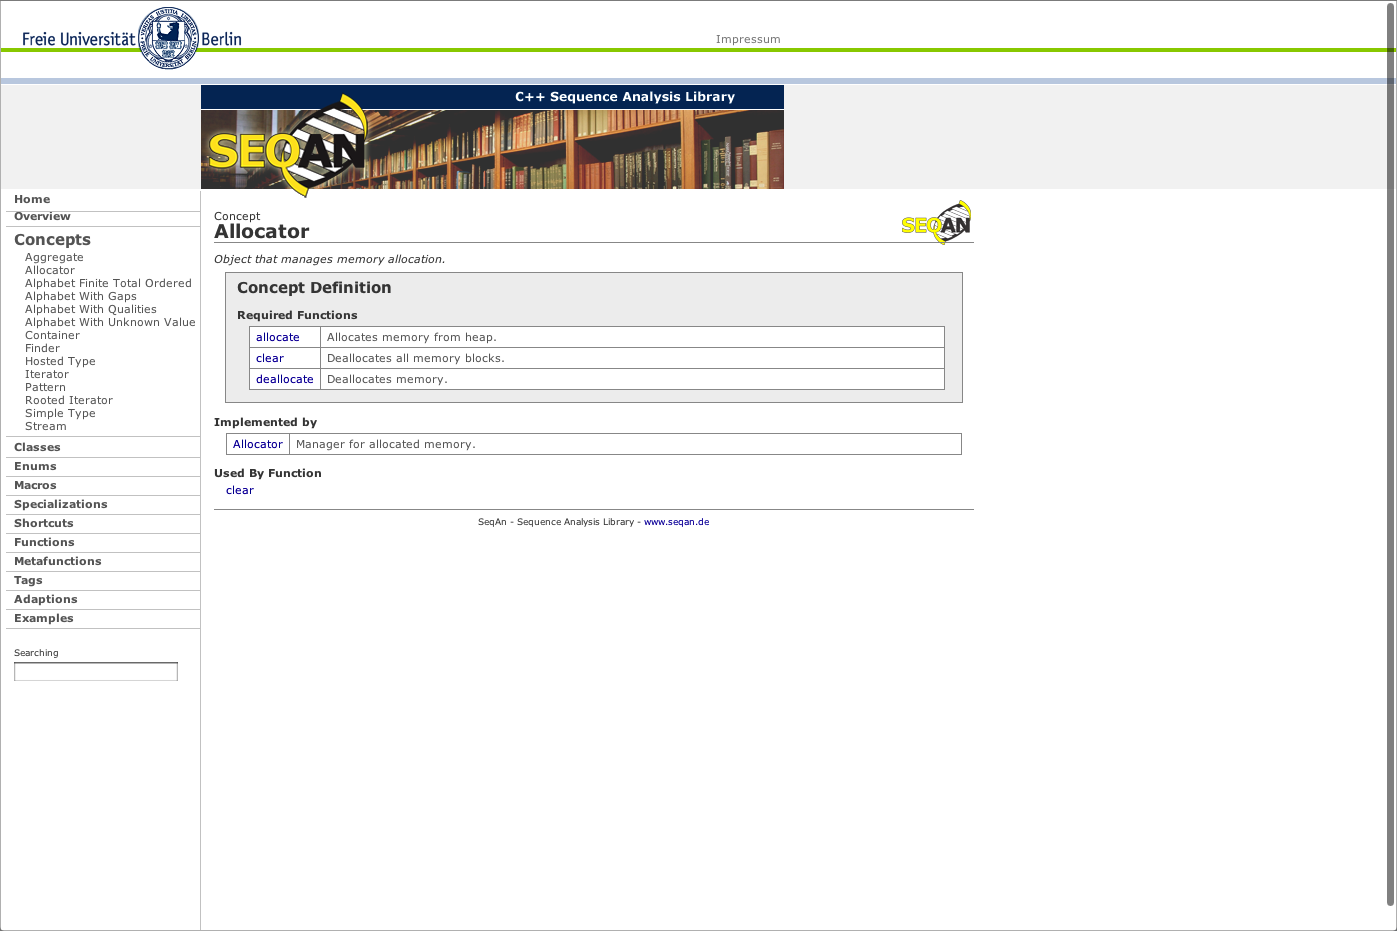 Freie Universität Berlin
Impressum
C++ Sequence Analysis Library
SEQAN
Home
Overview
Concepts
Aggregate
Allocator
Alphabet Finite Total Ordered
Alphabet With Gaps
Alphabet With Qualities
Alphabet With Unknown Value
Container
Finder
Hosted Type
Iterator
Pattern
Rooted Iterator
Simple Type
Stream
Classes
Enums
Macros
Specializations
Shortcuts
Functions
Metafunctions
Tags
Adaptions
Examples
Searching
Concept
Allocator
SEQAN
Object that manages memory allocation.
Concept Definition
Required Functions
allocate Allocates memory from heap.
clear Deallocates all memory blocks.
deallocate Deallocates memory.
Implemented by
Allocator Manager for allocated memory.
Used By Function
clear
SeqAn - Sequence Analysis Library - www.seqan.de